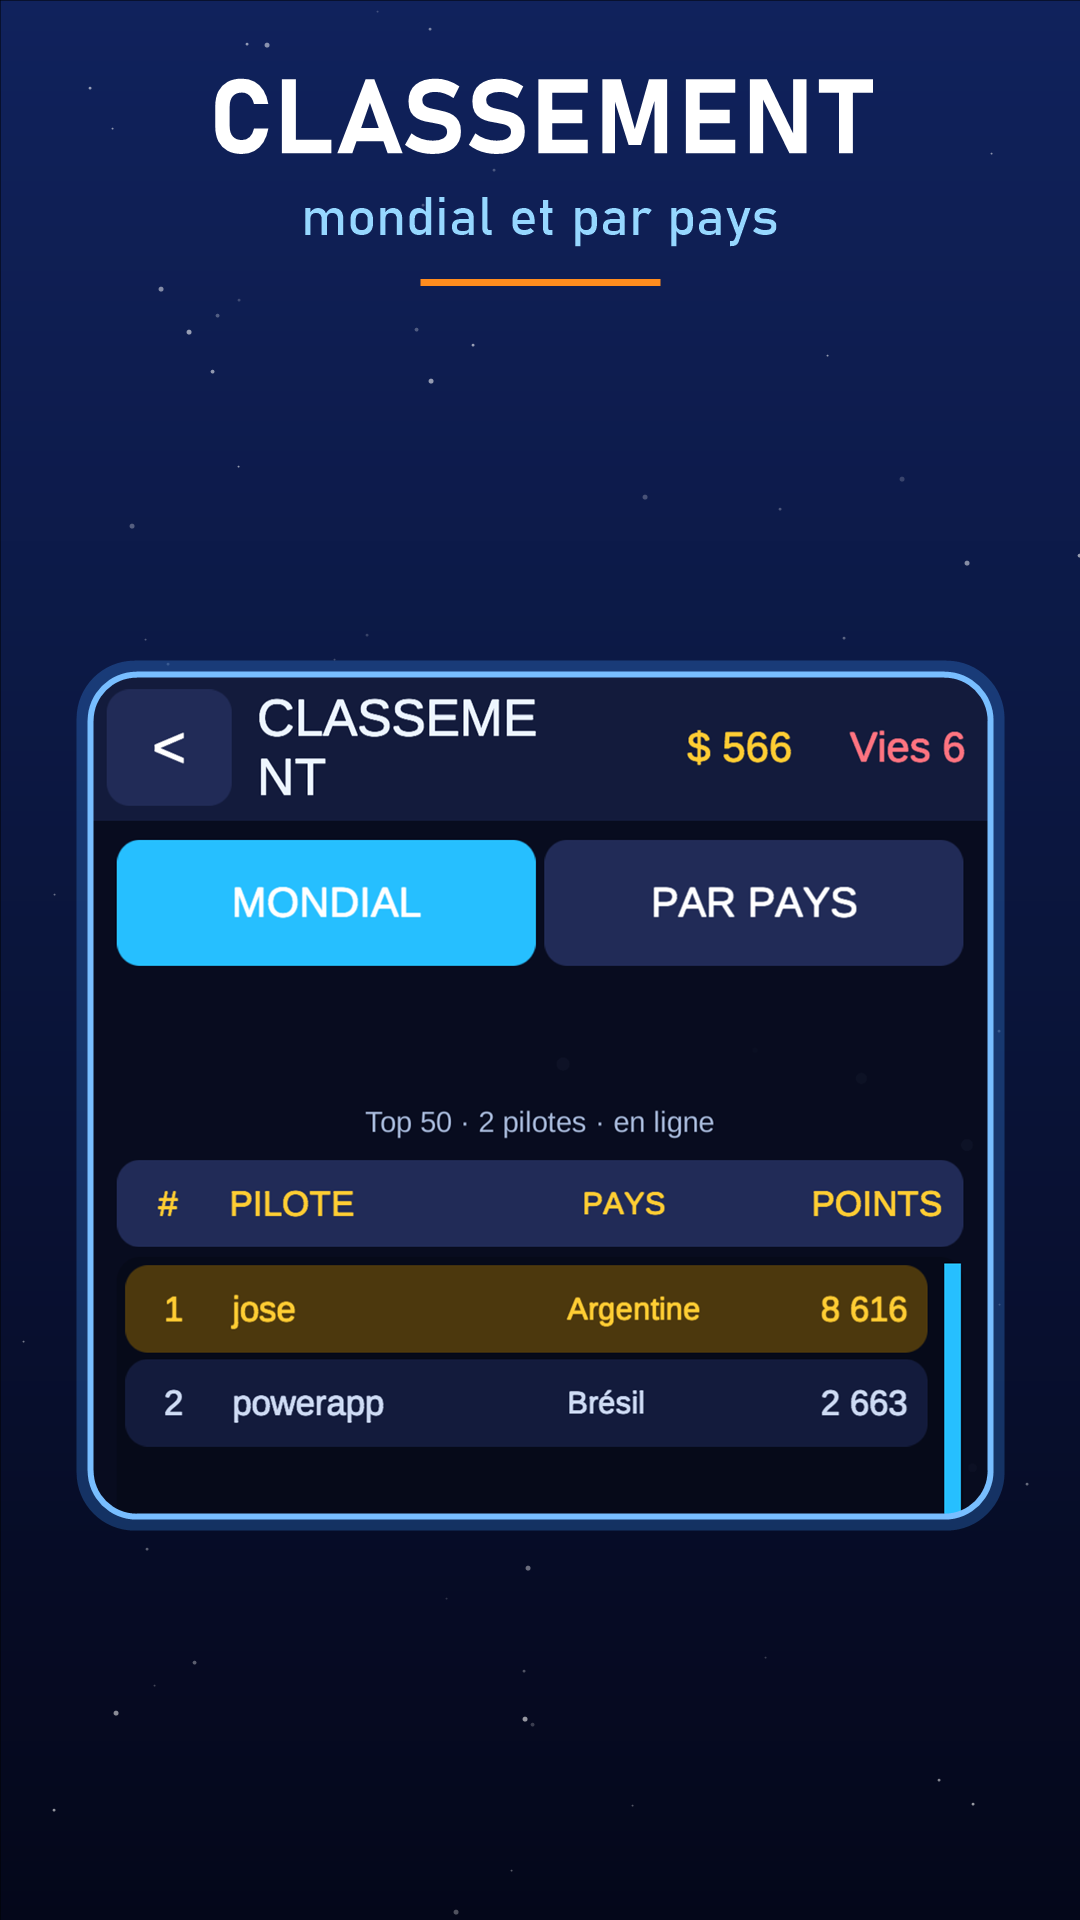 CLASSEMENT
mondial et par pays
<
CLASSEME
NT
$ 566
Vies 6
MONDIAL
PAR PAYS
Top 50 · 2 pilotes · en ligne
# PILOTE PAYS POINTS
1 jose Argentine 8 616
2 powerapp Brésil 2 663